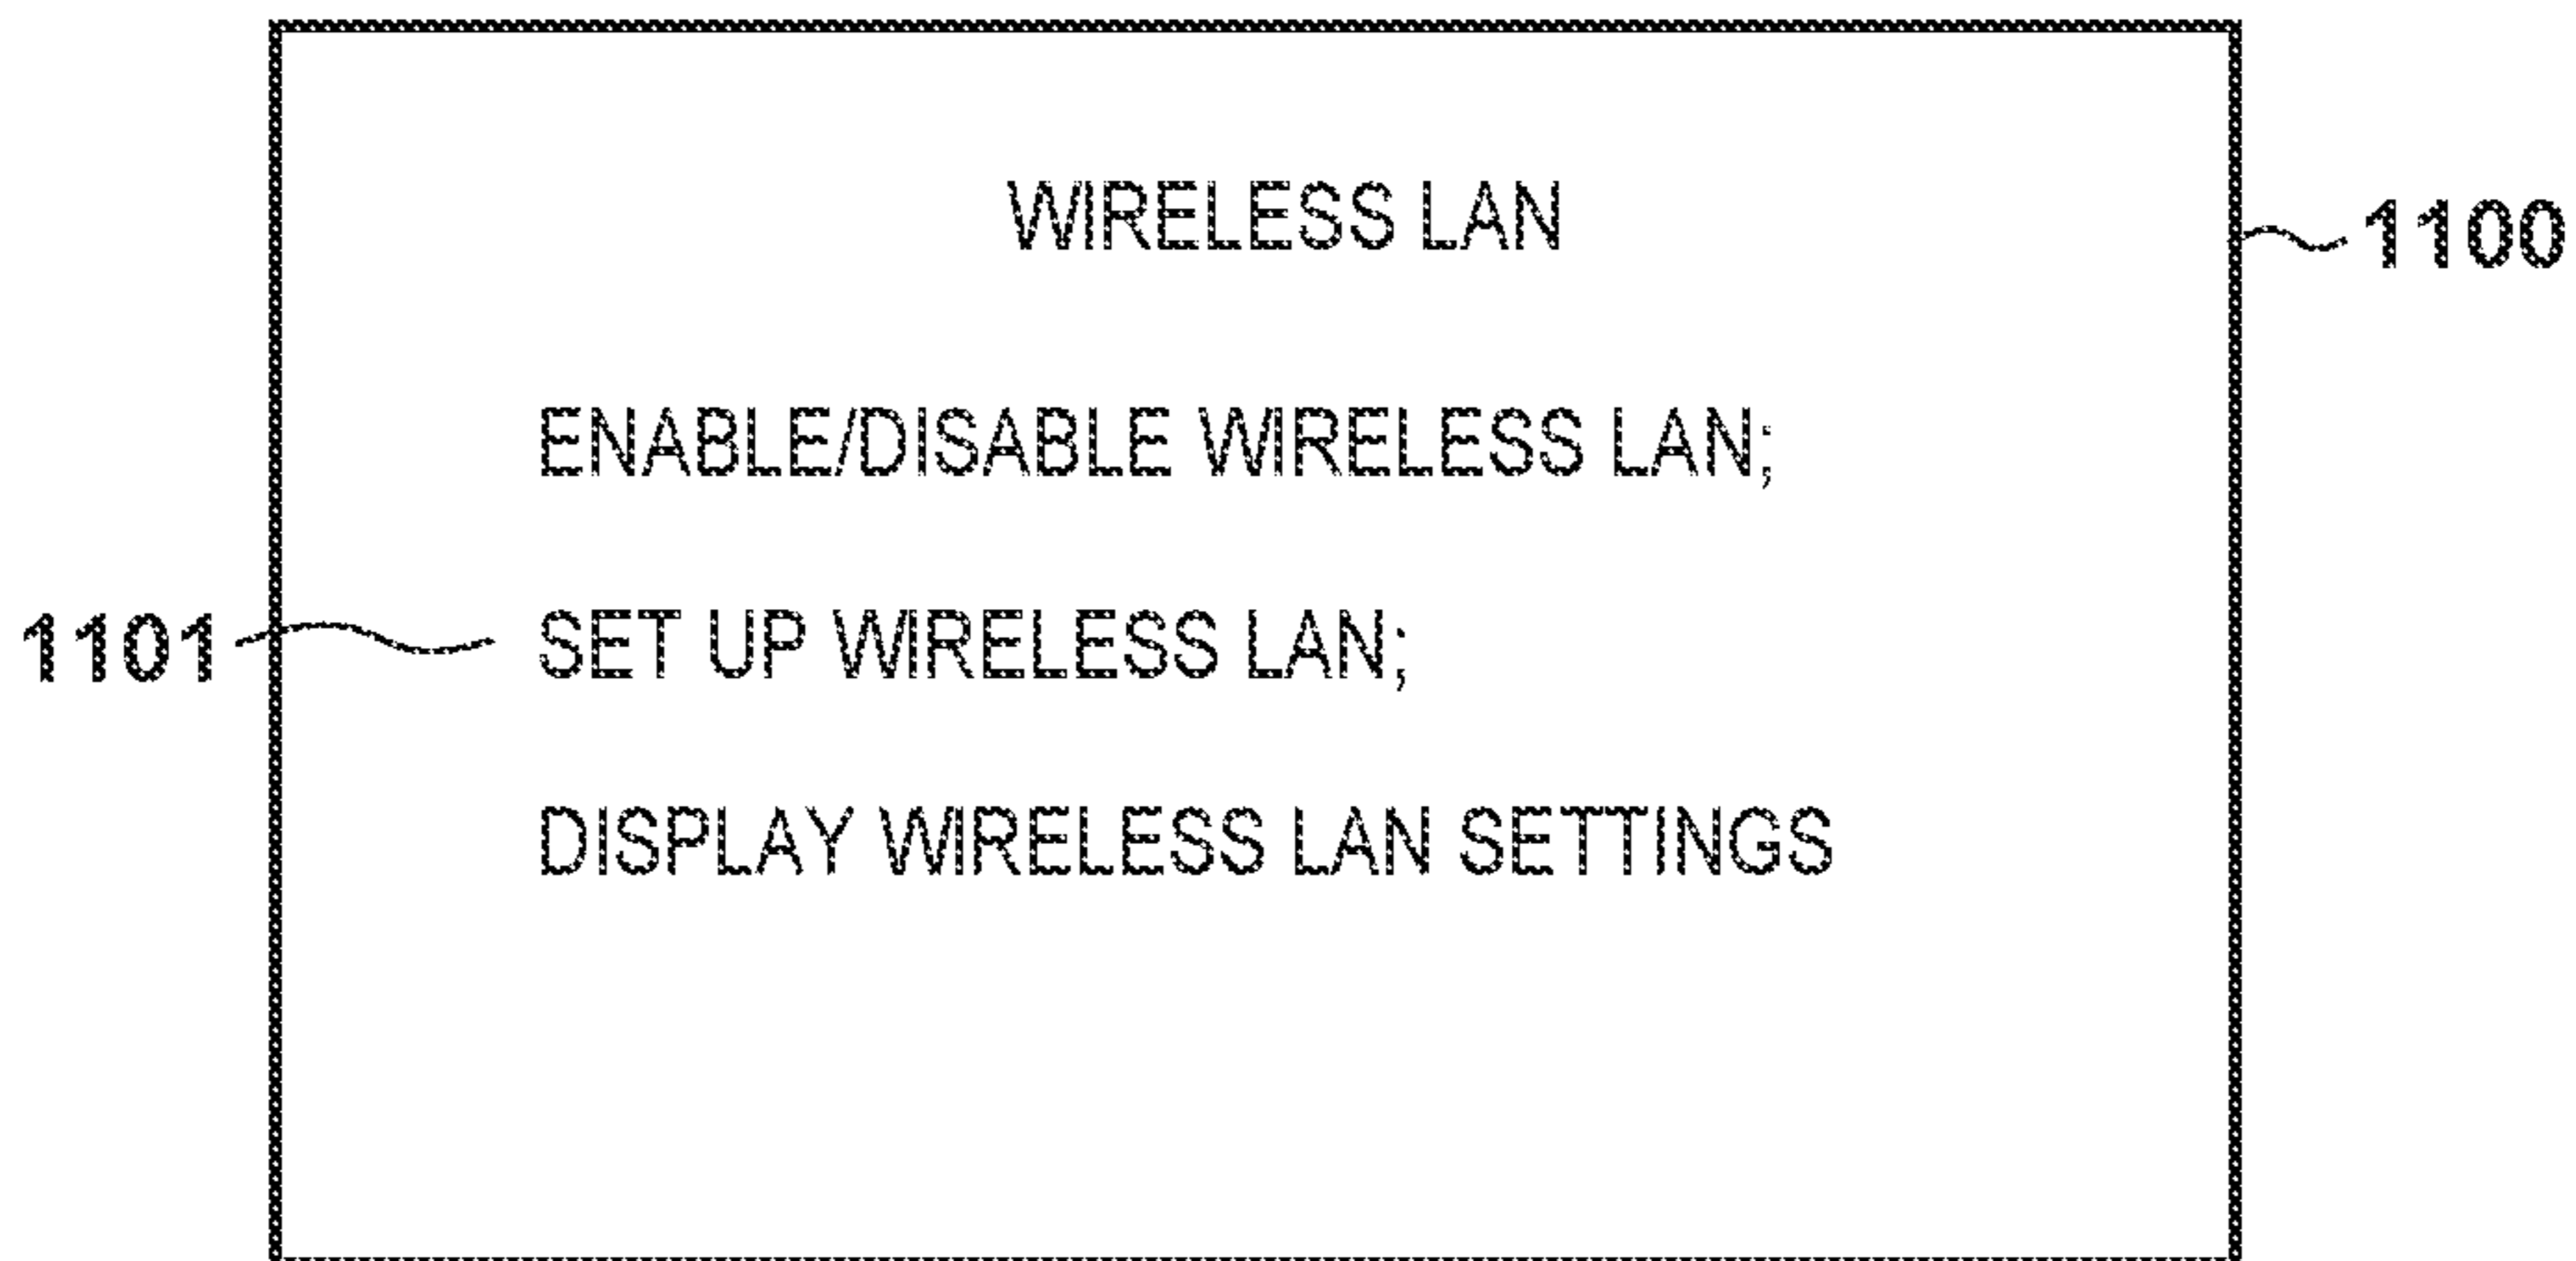 WIRELESS LAN
1100
ENABLE/DISABLE WIRELESS LAN;
1101 SET UP WIRELESS LAN;
DISPLAY WIRELESS LAN SETTINGS